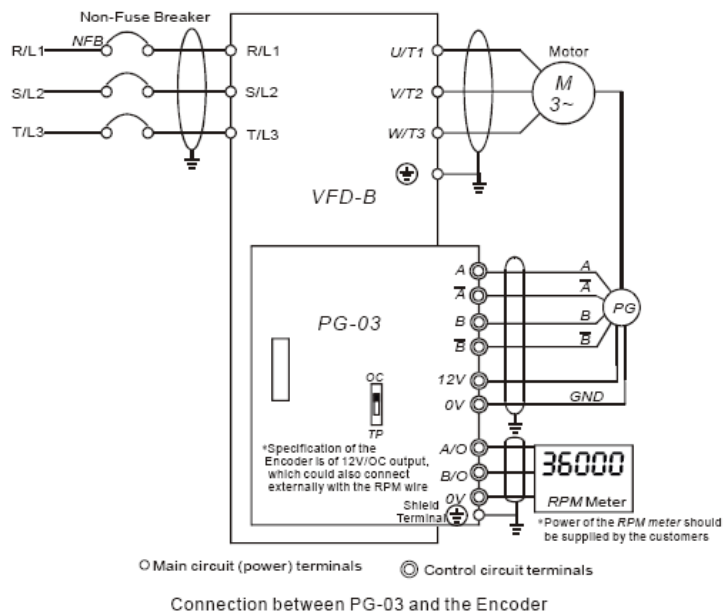 Non-Fuse Breaker
NFB
R/L1
S/L2
T/L3
R/L1
S/L2
T/L3
U/T1
V/T2
W/T3
Motor
M
3~
VFD-B
PG-03
A
A̅
B
B̅
12V
0V
A
A̅
B
B̅
PG
GND
OC
TP
*Specification of the
Encoder is of 12V/OC output,
which could also connect
externally with the RPM wire
A/O
B/O
0V
Shield
Terminal
36000
RPM Meter
*Power of the RPM meter should
be supplied by the customers
Main circuit (power) terminals
Control circuit terminals
Connection between PG-03 and the Encoder